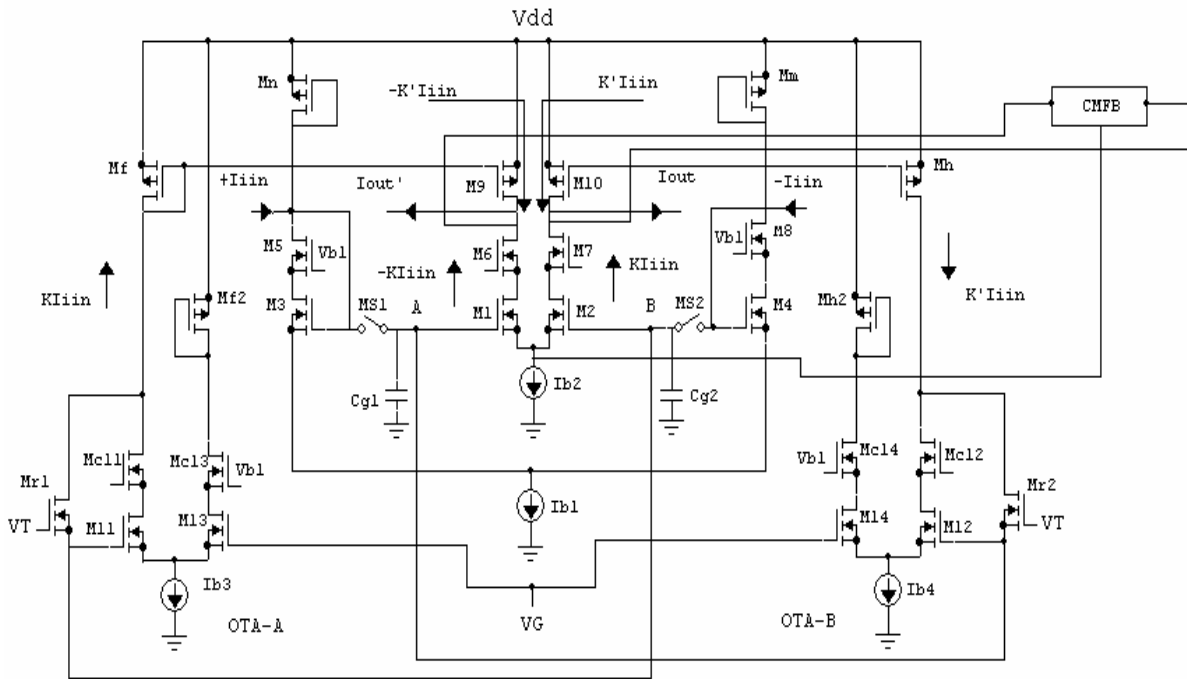 Vdd
Mn
-K'Iiin
K'Iiin
Mm
CMFB
Mf
+Iiin
Iout'
M9
M10
Iout
-Iiin
Mh
M5
Vb1
M6
M7
Vb1
M8
KIiin
Mf2
M3
MS1
A
-KIiin
M1
M2
KIiin
B
MS2
M4
Mh2
K'Iiin
Cg1
Ib2
Cg2
Mr1
Mc11
Mc13
Vb1
Vb1
Mc14
Mc12
Mr2
VT
M11
M13
Ib1
M14
M12
VT
Ib3
OTA-A
VG
OTA-B
Ib4